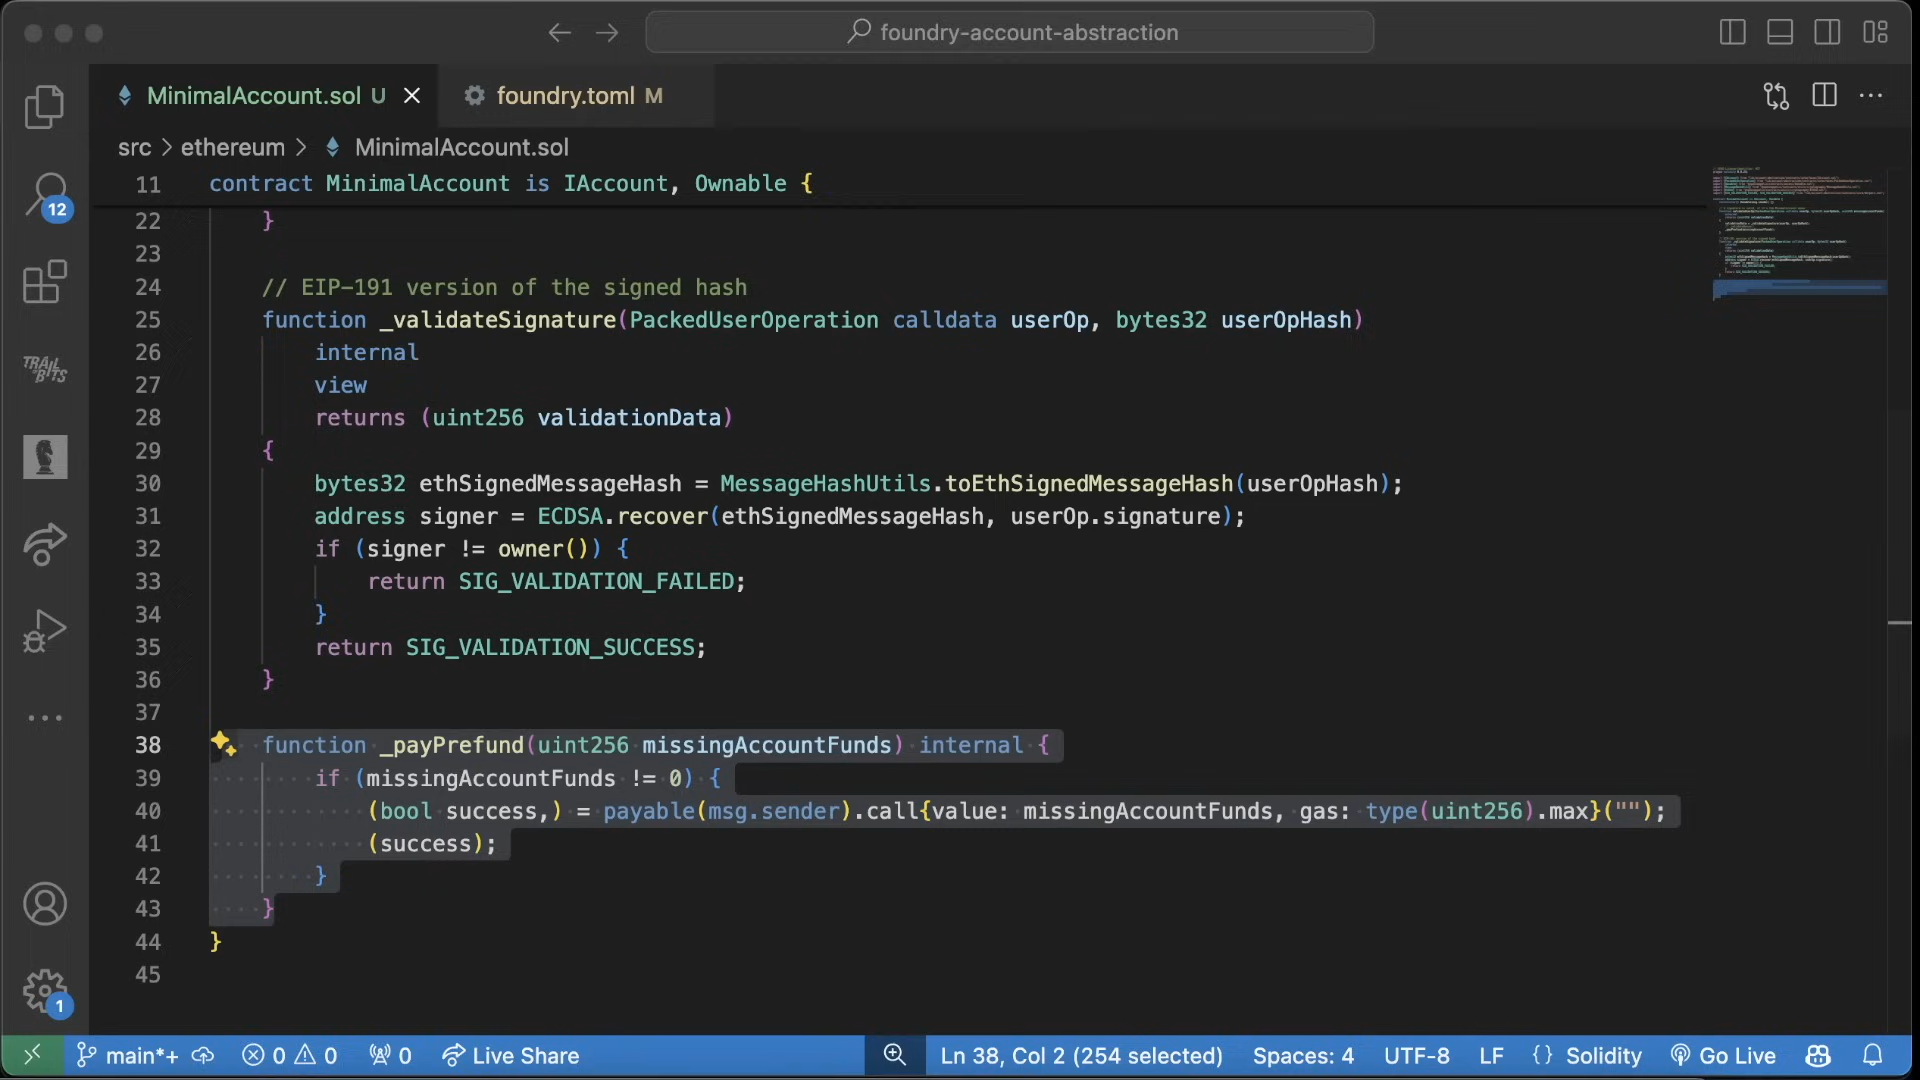 foundry-account-abstraction
MinimalAccount.sol U
foundry.toml M
src > ethereum > MinimalAccount.sol
12
TRAIL OF BITS
1
11 contract MinimalAccount is IAccount, Ownable {
22 }
23
24 // EIP-191 version of the signed hash
25 function _validateSignature(PackedUserOperation calldata userOp, bytes32 userOpHash)
26 internal
27 view
28 returns (uint256 validationData)
29 {
30 bytes32 ethSignedMessageHash = MessageHashUtils.toEthSignedMessageHash(userOpHash);
31 address signer = ECDSA.recover(ethSignedMessageHash, userOp.signature);
32 if (signer != owner()) {
33 return SIG_VALIDATION_FAILED;
34 }
35 return SIG_VALIDATION_SUCCESS;
36 }
37
38 function _payPrefund(uint256 missingAccountFunds) internal {
39 if (missingAccountFunds != 0) {
40 (bool success,) = payable(msg.sender).call{value: missingAccountFunds, gas: type(uint256).max}("");
41 (success);
42 }
43 }
44 }
45
main*+ 0 0 0 Live Share Ln 38, Col 2 (254 selected) Spaces: 4 UTF-8 LF {} Solidity Go Live